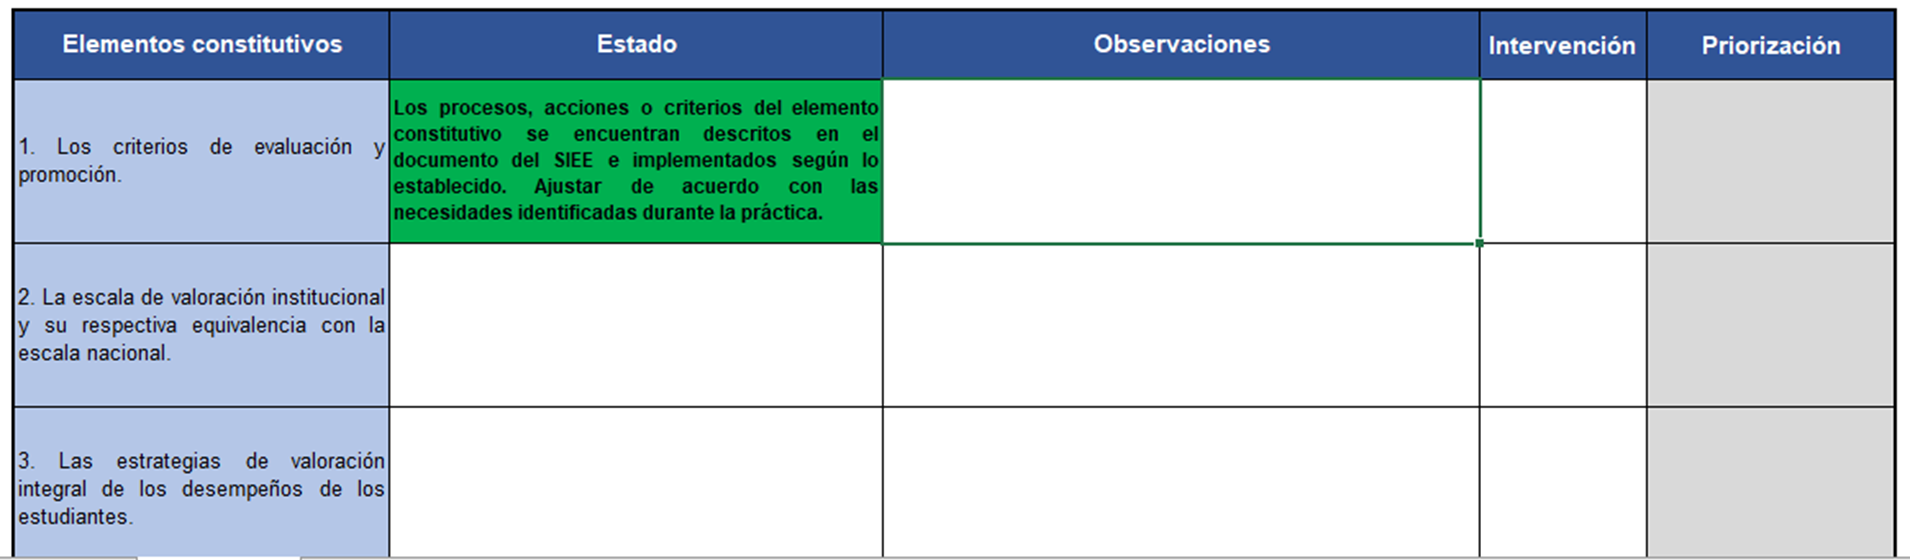 Elementos constitutivos
Estado
Observaciones
Intervención
Priorización
1. Los criterios de evaluación y
promoción.
Los procesos, acciones o criterios del elemento
constitutivo se encuentran descritos en el
documento del SIEE e implementados según lo
establecido. Ajustar de acuerdo con las
necesidades identificadas durante la práctica.
2. La escala de valoración institucional
y su respectiva equivalencia con la
escala nacional.
3. Las estrategias de valoración
integral de los desempeños de los
estudiantes.